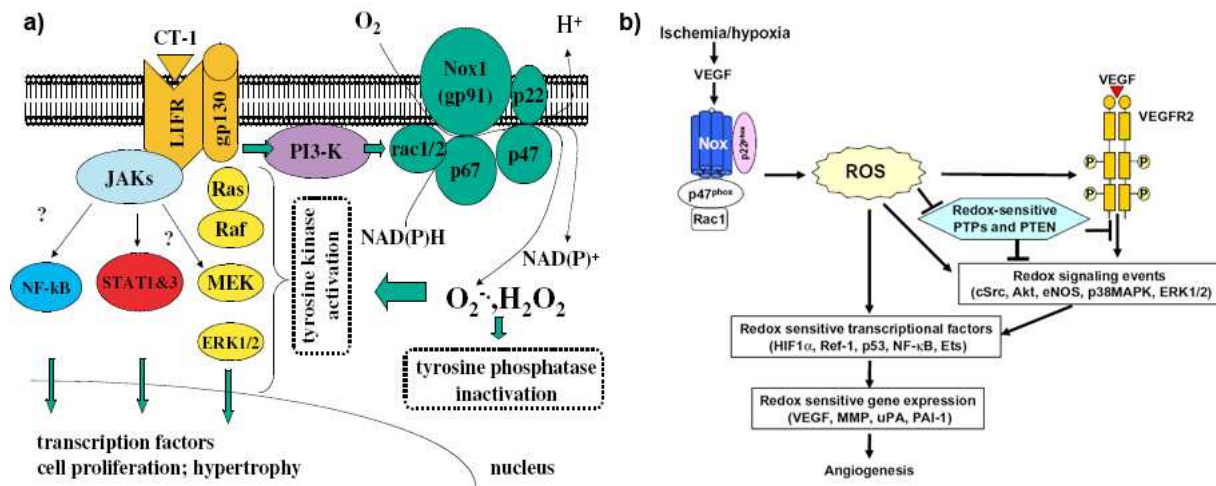 a)
CT-1
O2
H+
LIFR
gp130
Nox1
(gp91)
p22
PI3-K
rac1/2
p67
p47
JAKs
Ras
Raf
?
?
NAD(P)H
NAD(P)+
NF-kB
STAT1&3
MEK
ERK1/2
tyrosine kinase
activation
O2·-,H2O2
tyrosine phosphatase
inactivation
transcription factors
cell proliferation; hypertrophy
nucleus
b)
Ischemia/hypoxia
VEGF
Nox
p22phox
p47phox
Rac1
ROS
VEGF
VEGFR2
P
P
P
P
Redox-sensitive
PTPs and PTEN
Redox signaling events
(cSrc, Akt, eNOS, p38MAPK, ERK1/2)
Redox sensitive transcriptional factors
(HIF1α, Ref-1, p53, NF-κB, Ets)
Redox sensitive gene expression
(VEGF, MMP, uPA, PAI-1)
Angiogenesis